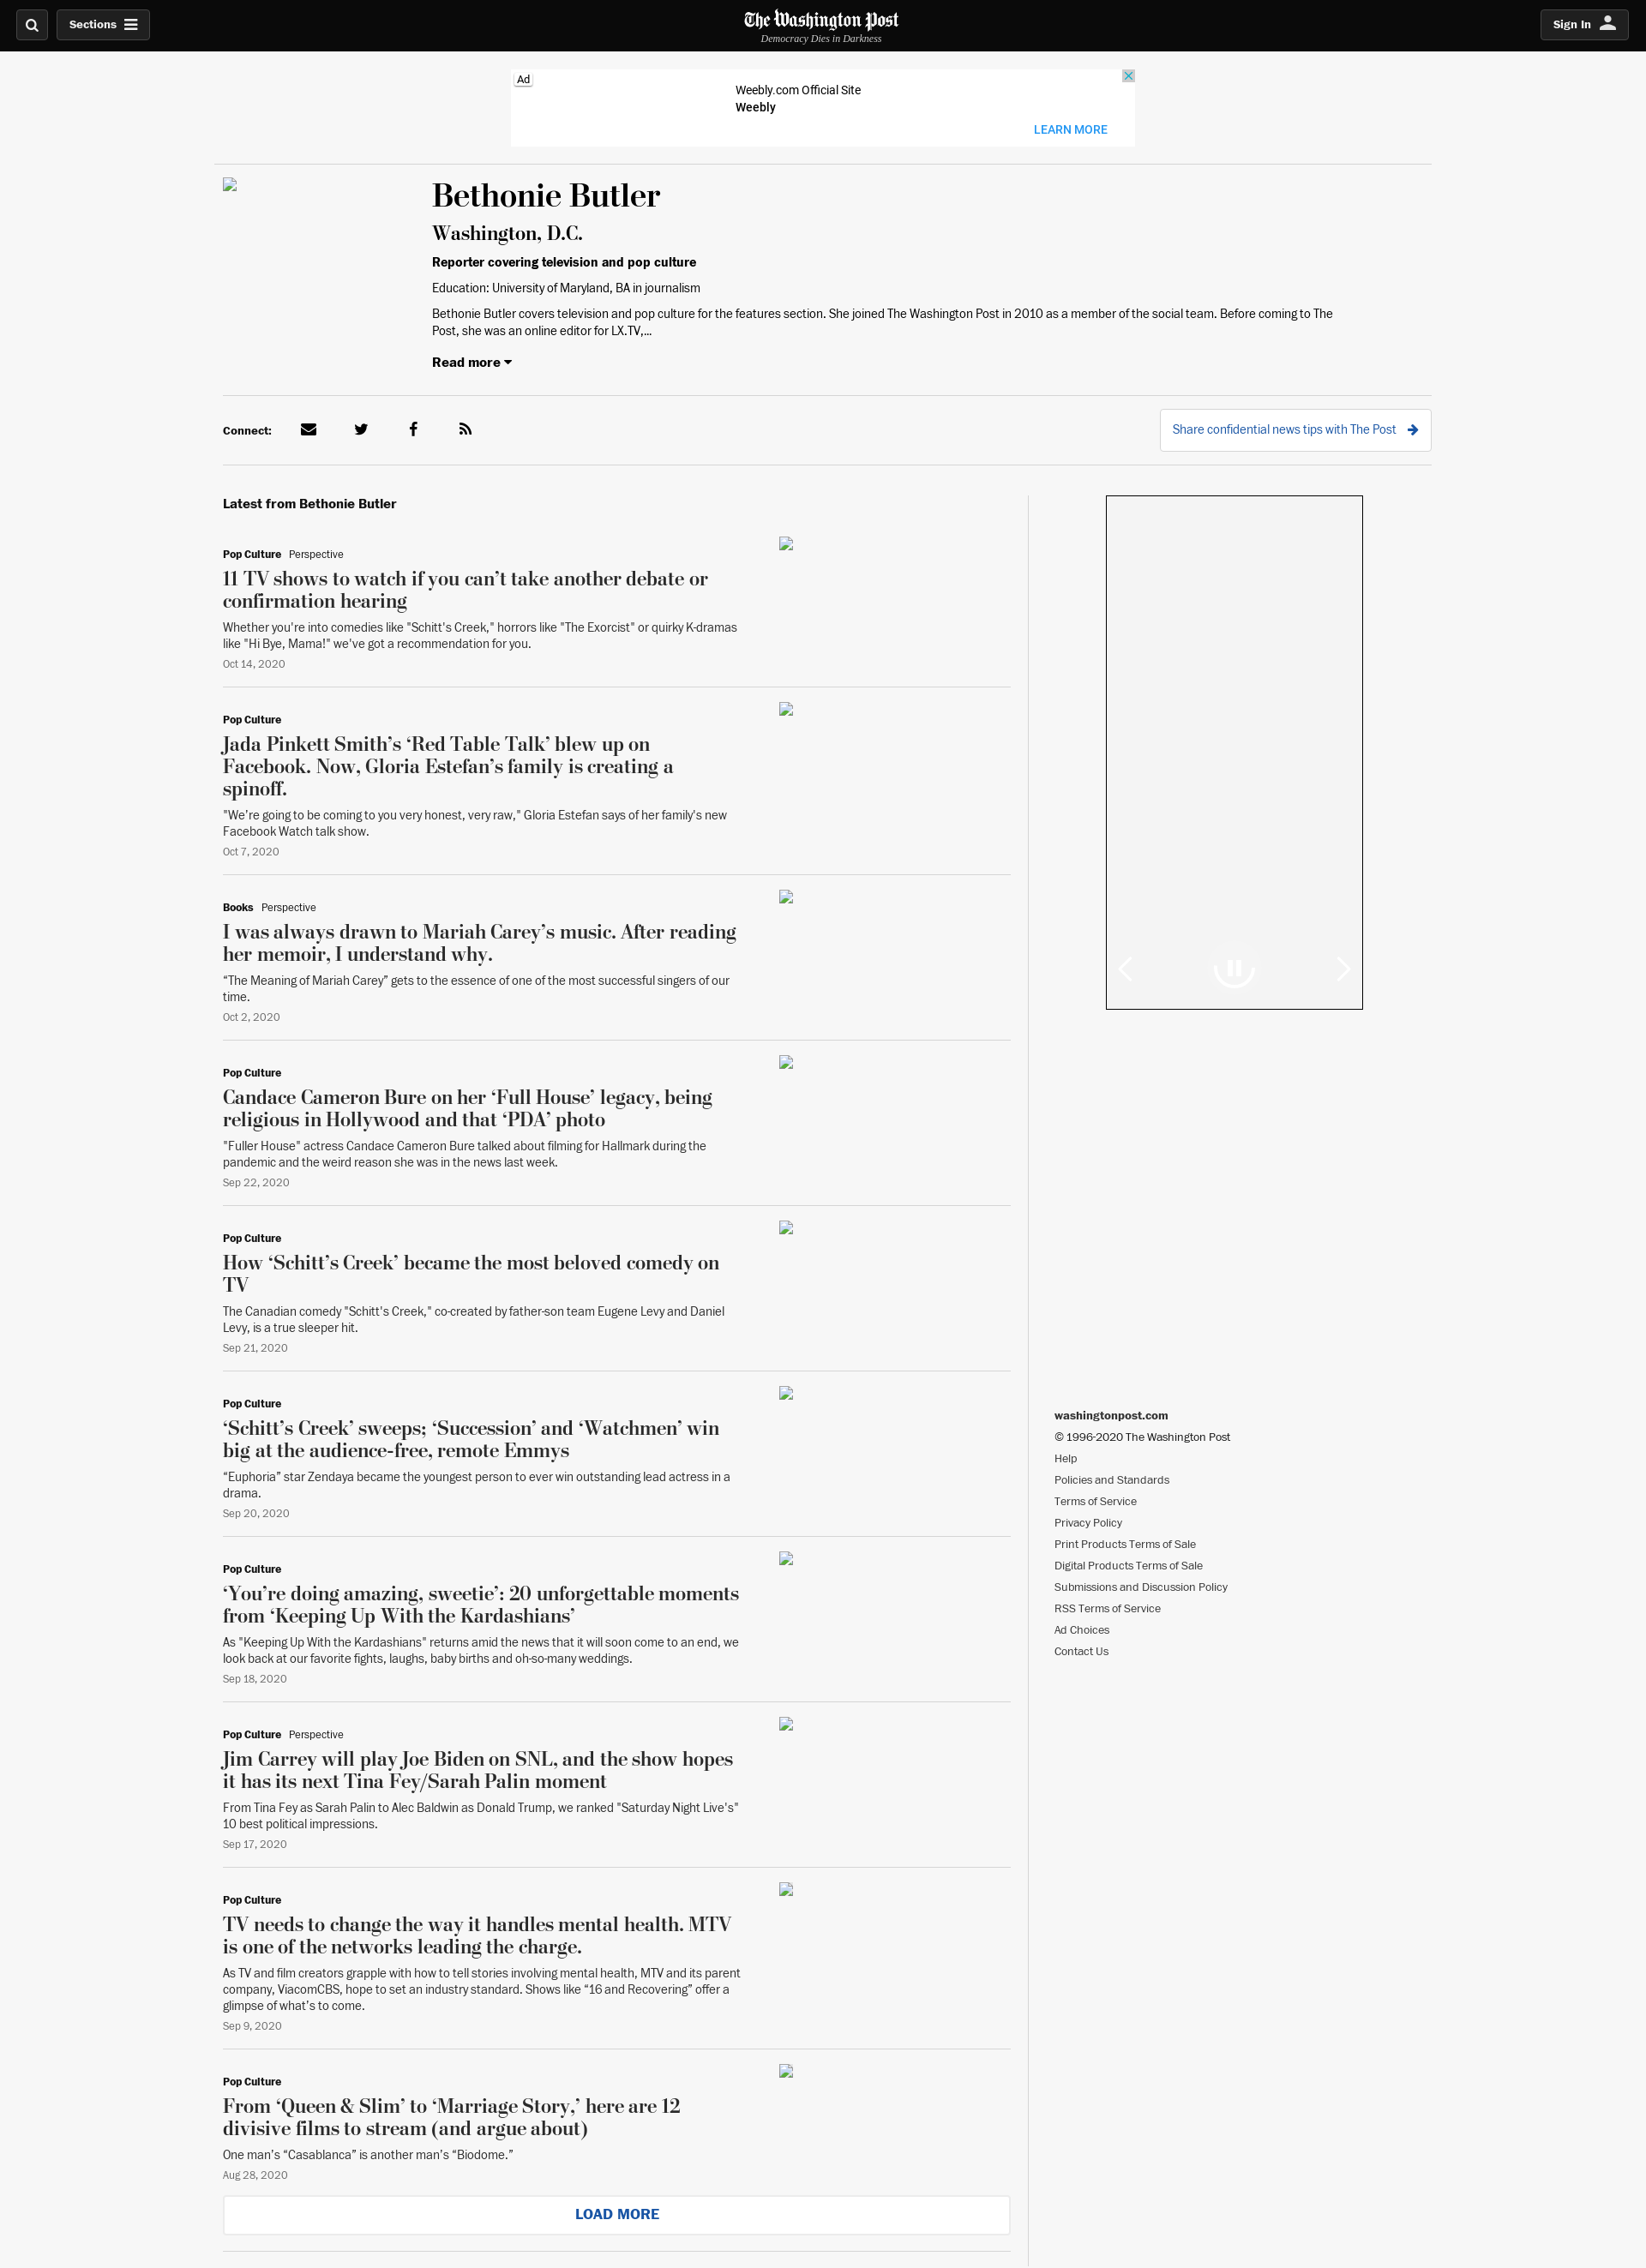 Sections
The Washington Post
Democracy Dies in Darkness
Sign In
Ad
Weebly.com Official Site
Weebly
LEARN MORE
Bethonie Butler
Washington, D.C.
Reporter covering television and pop culture
Education: University of Maryland, BA in journalism
Bethonie Butler covers television and pop culture for the features section. She joined The Washington Post in 2010 as a member of the social team. Before coming to The
Post, she was an online editor for LX.TV,...
Read more
Connect:
Share confidential news tips with The Post
Latest from Bethonie Butler
Pop Culture Perspective
11 TV shows to watch if you can’t take another debate or
confirmation hearing
Whether you're into comedies like "Schitt's Creek," horrors like "The Exorcist" or quirky K-dramas
like "Hi Bye, Mama!" we've got a recommendation for you.
Oct 14, 2020
Pop Culture
Jada Pinkett Smith’s ‘Red Table Talk’ blew up on
Facebook. Now, Gloria Estefan’s family is creating a
spinoff.
"We're going to be coming to you very honest, very raw," Gloria Estefan says of her family's new
Facebook Watch talk show.
Oct 7, 2020
Books Perspective
I was always drawn to Mariah Carey’s music. After reading
her memoir, I understand why.
“The Meaning of Mariah Carey” gets to the essence of one of the most successful singers of our
time.
Oct 2, 2020
Pop Culture
Candace Cameron Bure on her ‘Full House’ legacy, being
religious in Hollywood and that ‘PDA’ photo
"Fuller House" actress Candace Cameron Bure talked about filming for Hallmark during the
pandemic and the weird reason she was in the news last week.
Sep 22, 2020
Pop Culture
How ‘Schitt’s Creek’ became the most beloved comedy on
TV
The Canadian comedy "Schitt's Creek," co-created by father-son team Eugene Levy and Daniel
Levy, is a true sleeper hit.
Sep 21, 2020
Pop Culture
‘Schitt’s Creek’ sweeps; ‘Succession’ and ‘Watchmen’ win
big at the audience-free, remote Emmys
“Euphoria” star Zendaya became the youngest person to ever win outstanding lead actress in a
drama.
Sep 20, 2020
Pop Culture
‘You’re doing amazing, sweetie’: 20 unforgettable moments
from ‘Keeping Up With the Kardashians’
As "Keeping Up With the Kardashians" returns amid the news that it will soon come to an end, we
look back at our favorite fights, laughs, baby births and oh-so-many weddings.
Sep 18, 2020
Pop Culture Perspective
Jim Carrey will play Joe Biden on SNL, and the show hopes
it has its next Tina Fey/Sarah Palin moment
From Tina Fey as Sarah Palin to Alec Baldwin as Donald Trump, we ranked "Saturday Night Live's"
10 best political impressions.
Sep 17, 2020
Pop Culture
TV needs to change the way it handles mental health. MTV
is one of the networks leading the charge.
As TV and film creators grapple with how to tell stories involving mental health, MTV and its parent
company, ViacomCBS, hope to set an industry standard. Shows like “16 and Recovering” offer a
glimpse of what’s to come.
Sep 9, 2020
Pop Culture
From ‘Queen & Slim’ to ‘Marriage Story,’ here are 12
divisive films to stream (and argue about)
One man’s “Casablanca” is another man’s “Biodome.”
Aug 28, 2020
LOAD MORE
washingtonpost.com
© 1996-2020 The Washington Post
Help
Policies and Standards
Terms of Service
Privacy Policy
Print Products Terms of Sale
Digital Products Terms of Sale
Submissions and Discussion Policy
RSS Terms of Service
Ad Choices
Contact Us